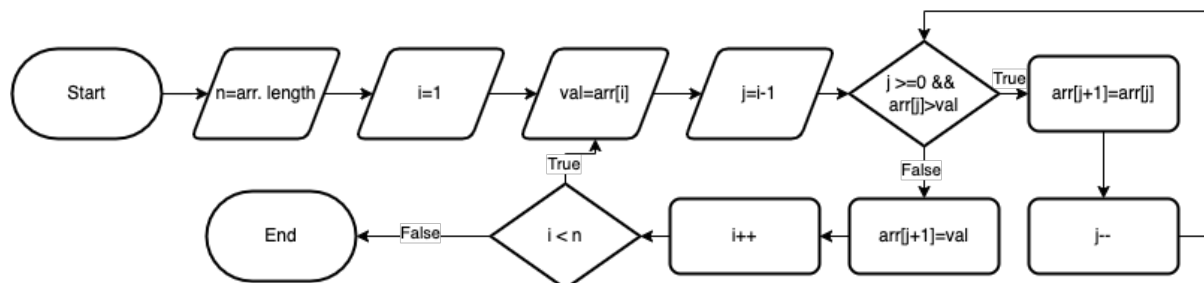 Start
n=arr. length
i=1
val=arr[i]
j=i-1
j >=0 &&
arr[j]>val
True
arr[j+1]=arr[j]
j--
False
arr[j+1]=val
i++
i < n
True
False
End